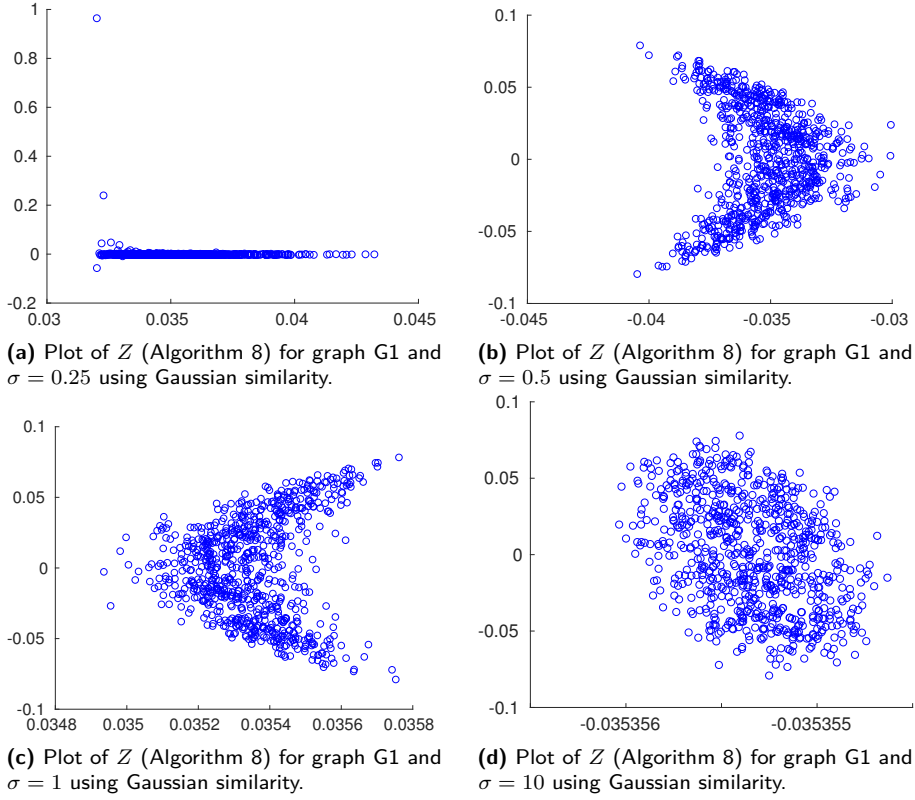 1
0.8
0.6
0.4
0.2
0
-0.2
0.03 0.035 0.04 0.045
(a) Plot of Z (Algorithm 8) for graph G1 and
σ = 0.25 using Gaussian similarity.
0.1
0.05
0
-0.05
-0.1
-0.045 -0.04 -0.035 -0.03
(b) Plot of Z (Algorithm 8) for graph G1 and
σ = 0.5 using Gaussian similarity.
0.1
0.05
0
-0.05
-0.1
0.0348 0.035 0.0352 0.0354 0.0356 0.0358
(c) Plot of Z (Algorithm 8) for graph G1 and
σ = 1 using Gaussian similarity.
0.1
0.05
0
-0.05
-0.1
-0.035556 -0.035555
(d) Plot of Z (Algorithm 8) for graph G1 and
σ = 10 using Gaussian similarity.